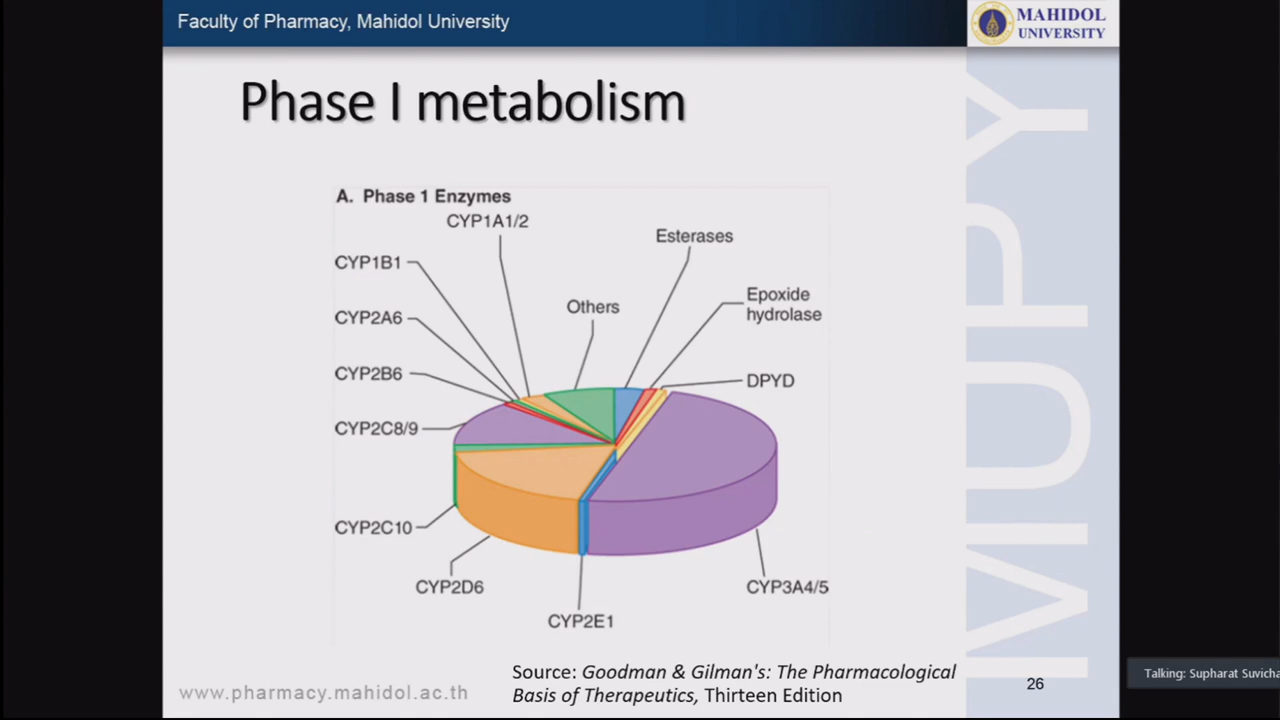 Faculty of Pharmacy, Mahidol University
MAHIDOL
UNIVERSITY
Phase I metabolism
A. Phase 1 Enzymes
CYP1A1/2
Esterases
CYP1B1
Epoxide
hydrolase
Others
CYP2A6
CYP2B6
DPYD
CYP2C8/9
CYP2C10
CYP2D6
CYP3A4/5
CYP2E1
Source: Goodman & Gilman's: The Pharmacological
Basis of Therapeutics, Thirteen Edition
www.pharmacy.mahidol.ac.th
26
MUPY
Talking: Supharat Suvicha